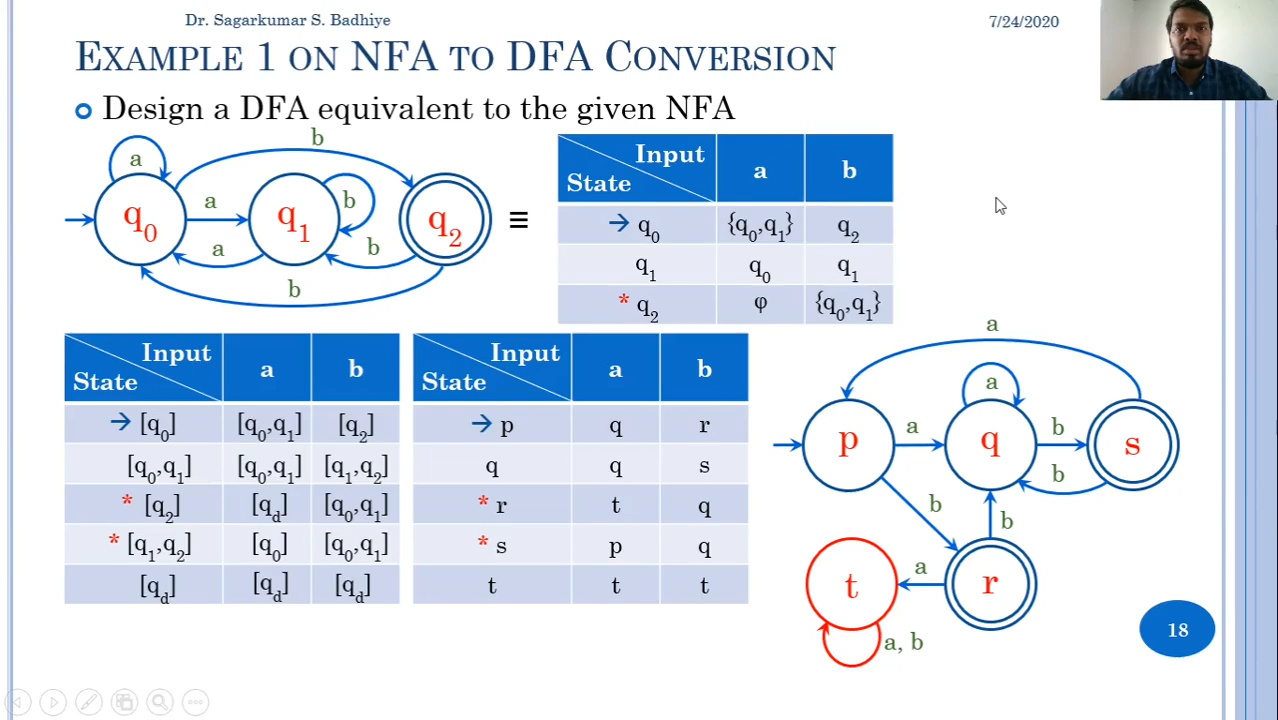 Dr. Sagarkumar S. Badhiye
7/24/2020
EXAMPLE 1 ON NFA TO DFA CONVERSION
Design a DFA equivalent to the given NFA
a b
q0 a q1 b q2
a b
b
≡
Input
State a b
→ q0 {q0,q1} q2
q1 q0 q1
* q2 φ {q0,q1}
Input
State a b
→ [q0] [q0,q1] [q2]
[q0,q1] [q0,q1] [q1,q2]
* [q2] [qd] [q0,q1]
* [q1,q2] [q0] [q0,q1]
[qd] [qd] [qd]
Input
State a b
→ p q r
q q s
* r t q
* s p q
t t t
a
a
p a q b s
b
b b
t a r
a, b
18